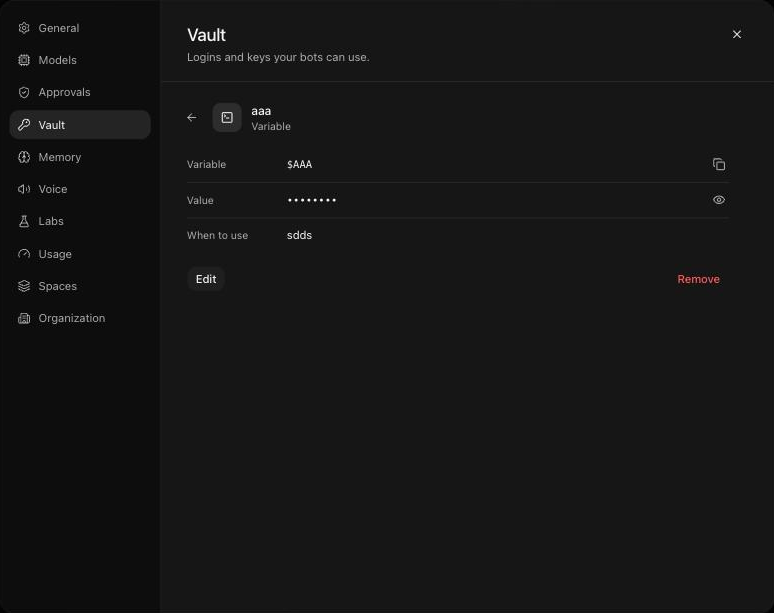 General
Models
Approvals
Vault
Memory
Voice
Labs
Usage
Spaces
Organization
Vault
Logins and keys your bots can use.
aaa
Variable
Variable $AAA
Value ••••••••
When to use sdds
Edit Remove